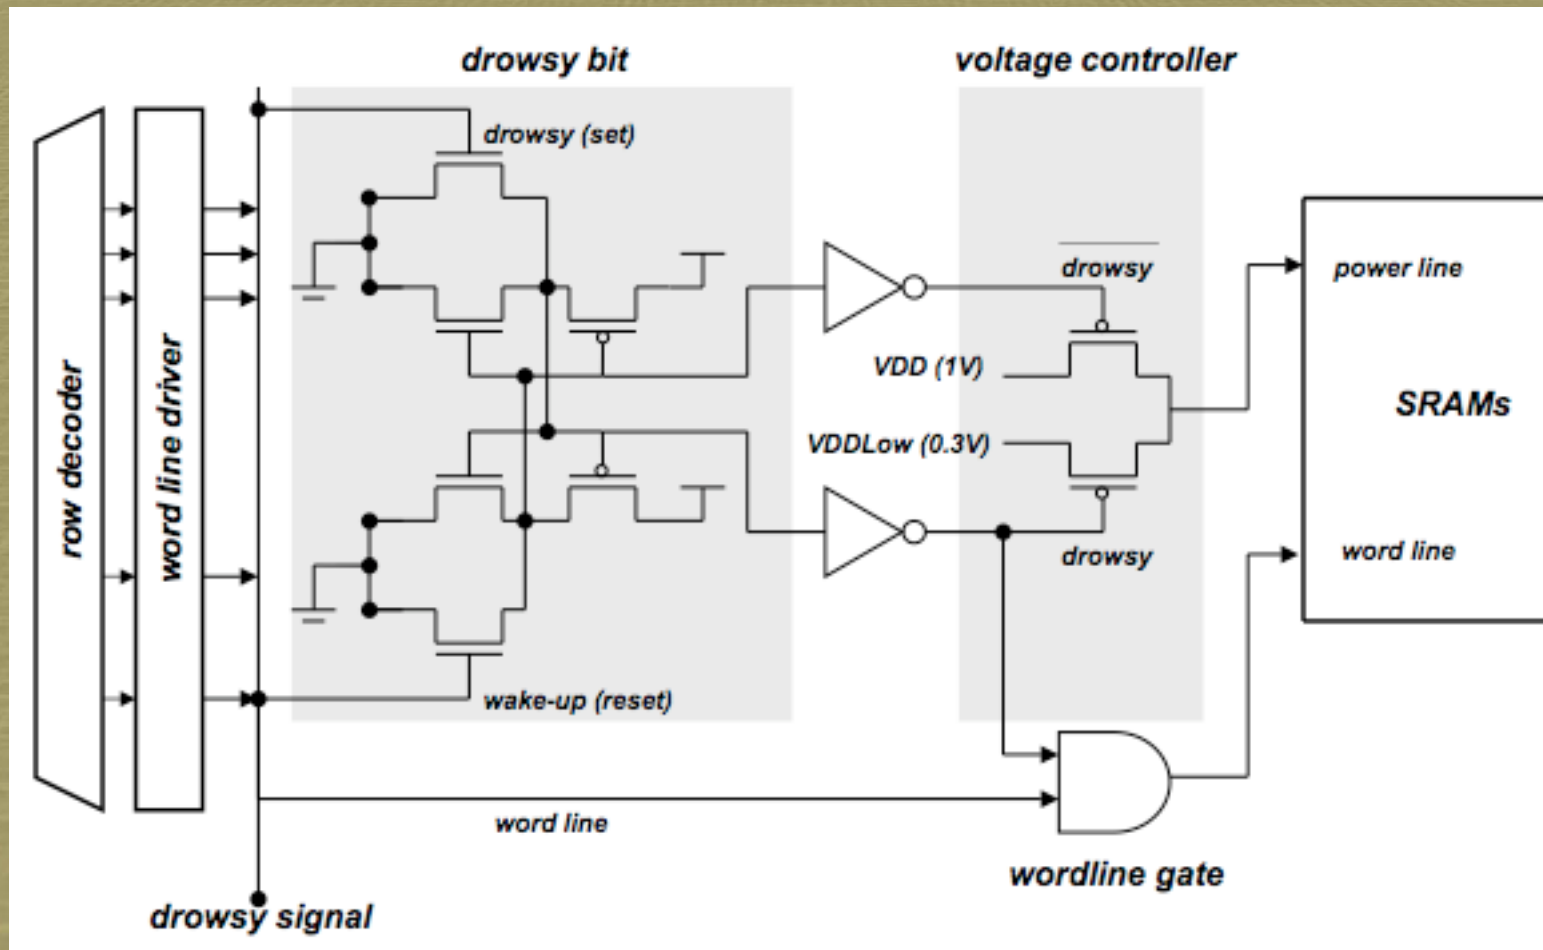 drowsy bit
voltage controller
drowsy (set)
drowsy
power line
row decoder
word line driver
VDD (1V)
SRAMs
VDDLow (0.3V)
drowsy
word line
wake-up (reset)
word line
wordline gate
drowsy signal